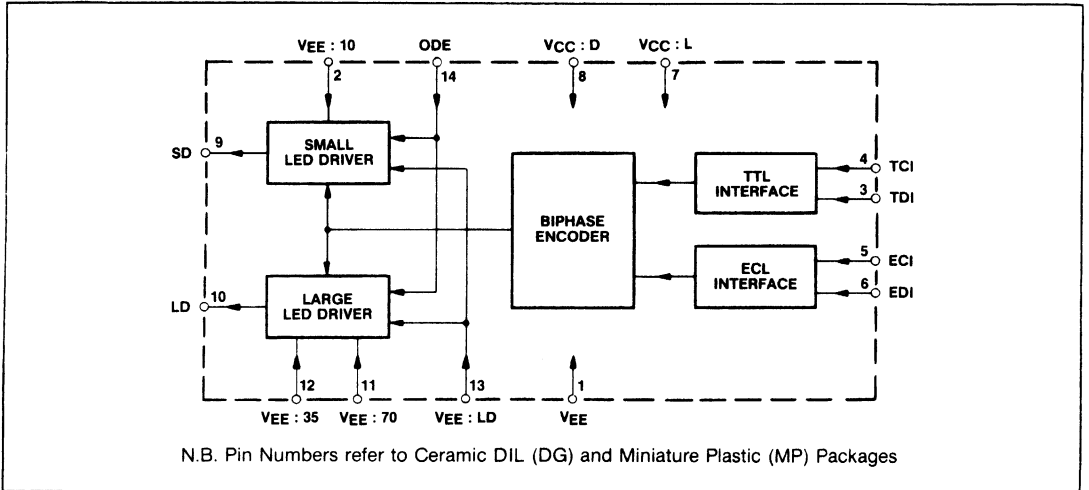 VEE : 10
ODE
VCC : D
VCC : L
2
14
8
7
SD
9
SMALL
LED DRIVER
BIPHASE
ENCODER
TTL
INTERFACE
4
TCI
3
TDI
ECL
INTERFACE
5
ECI
6
EDI
LD
10
LARGE
LED DRIVER
12
11
13
1
VEE : 35
VEE : 70
VEE : LD
VEE
N.B. Pin Numbers refer to Ceramic DIL (DG) and Miniature Plastic (MP) Packages